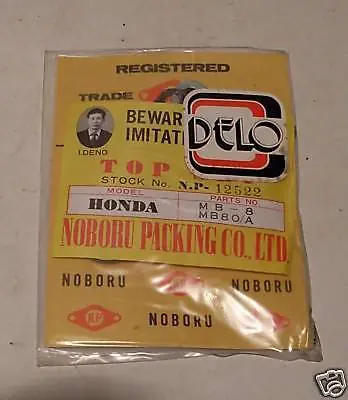 REGISTERED
TRADE
BEWAR
IMITAT
DELO
I.DENO
TOP
STOCK No. N.P- 12522
MODEL PARTS NO.
HONDA MB 8
MB80/A
NOBORU PACKING CO., LTD.
NOBORU NOBORU
N.P
NOBORU